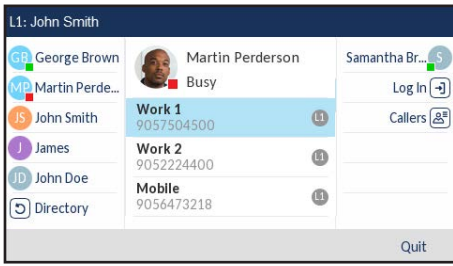 L1: John Smith
GB George Brown
MP Martin Perde...
JS John Smith
J James
JD John Doe
Directory
Martin Perderson
Busy
Work 1
9057504500
L1
Work 2
9052224400
L1
Mobile
9056473218
L1
Samantha Br... S
Log In
Callers
Quit